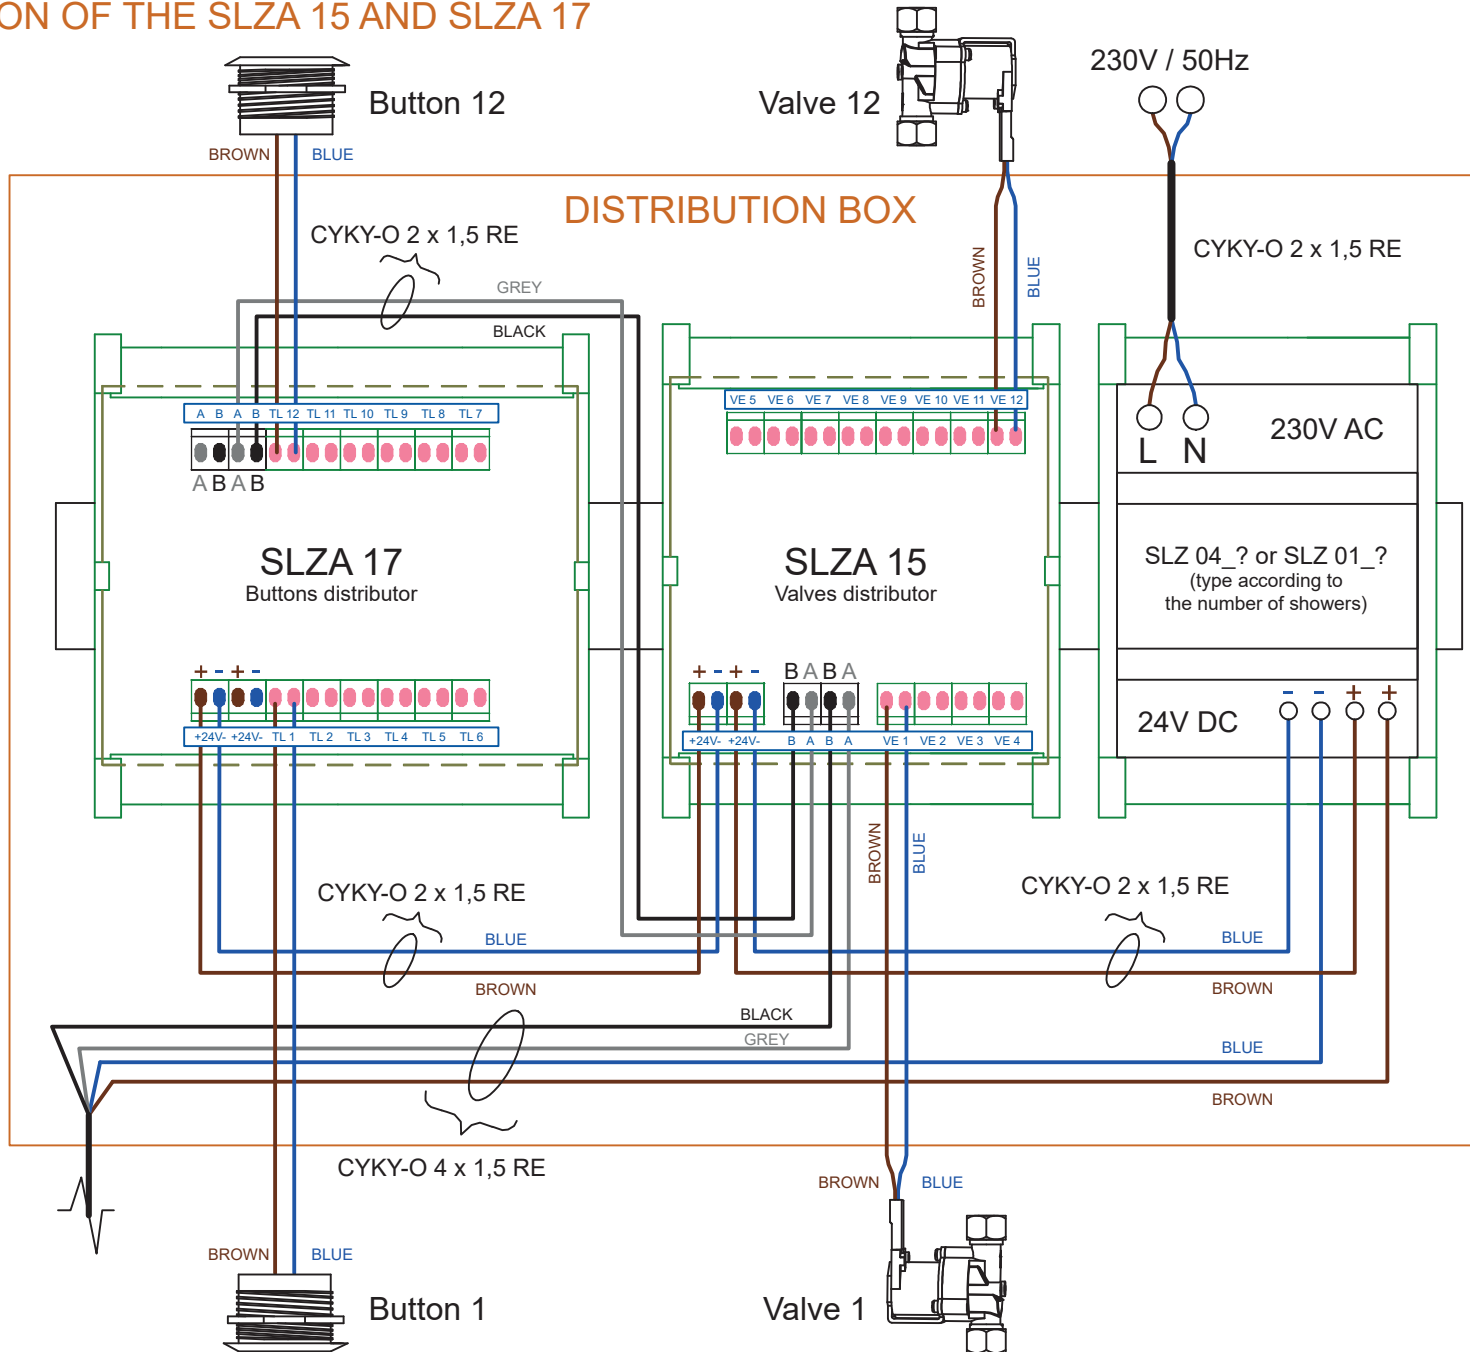 ON OF THE SLZA 15 AND SLZA 17
Button 12
Valve 12
230V / 50Hz
BROWN
BLUE
DISTRIBUTION BOX
CYKY-O 2 x 1,5 RE
BROWN
BLUE
CYKY-O 2 x 1,5 RE
GREY
BLACK
A B A B TL 12 TL 11 TL 10 TL 9 TL 8 TL 7
VE 5 VE 6 VE 7 VE 8 VE 9 VE 10 VE 11 VE 12
A B A B
L N
230V AC
SLZA 17
Buttons distributor
SLZA 15
Valves distributor
SLZ 04_? or SLZ 01_?
(type according to
the number of showers)
+ - + -
+ - + -
B A B A
- - + +
24V DC
+24V- +24V- TL 1 TL 2 TL 3 TL 4 TL 5 TL 6
+24V- +24V- B A B A VE 1 VE 2 VE 3 VE 4
BROWN
BLUE
CYKY-O 2 x 1,5 RE
CYKY-O 2 x 1,5 RE
BLUE
BLUE
BROWN
BROWN
BLACK
GREY
BLUE
BROWN
CYKY-O 4 x 1,5 RE
BROWN
BLUE
BROWN
BLUE
Button 1
Valve 1